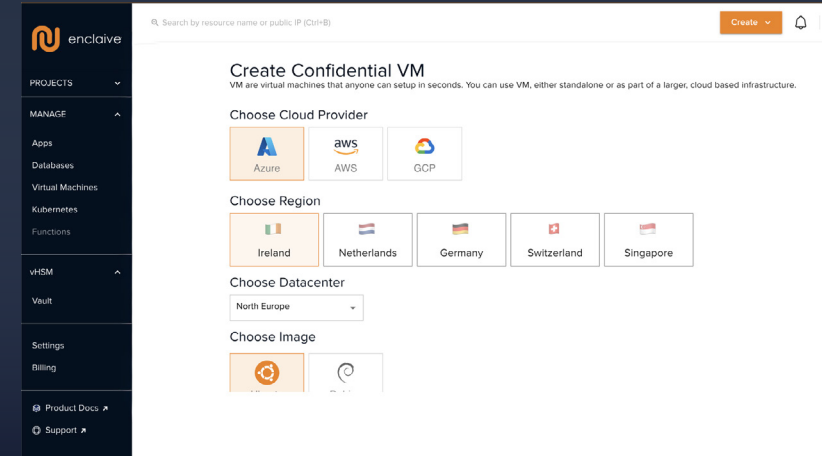 enclaive
Search by resource name or public IP (Ctrl+B)
Create
PROJECTS
MANAGE
Apps
Databases
Virtual Machines
Kubernetes
Functions
vHSM
Vault
Settings
Billing
Product Docs
Support
Create Confidential VM
VM are virtual machines that anyone can setup in seconds. You can use VM, either standalone or as part of a larger, cloud based infrastructure.
Choose Cloud Provider
Azure
aws
AWS
GCP
Choose Region
Ireland
Netherlands
Germany
Switzerland
Singapore
Choose Datacenter
North Europe
Choose Image